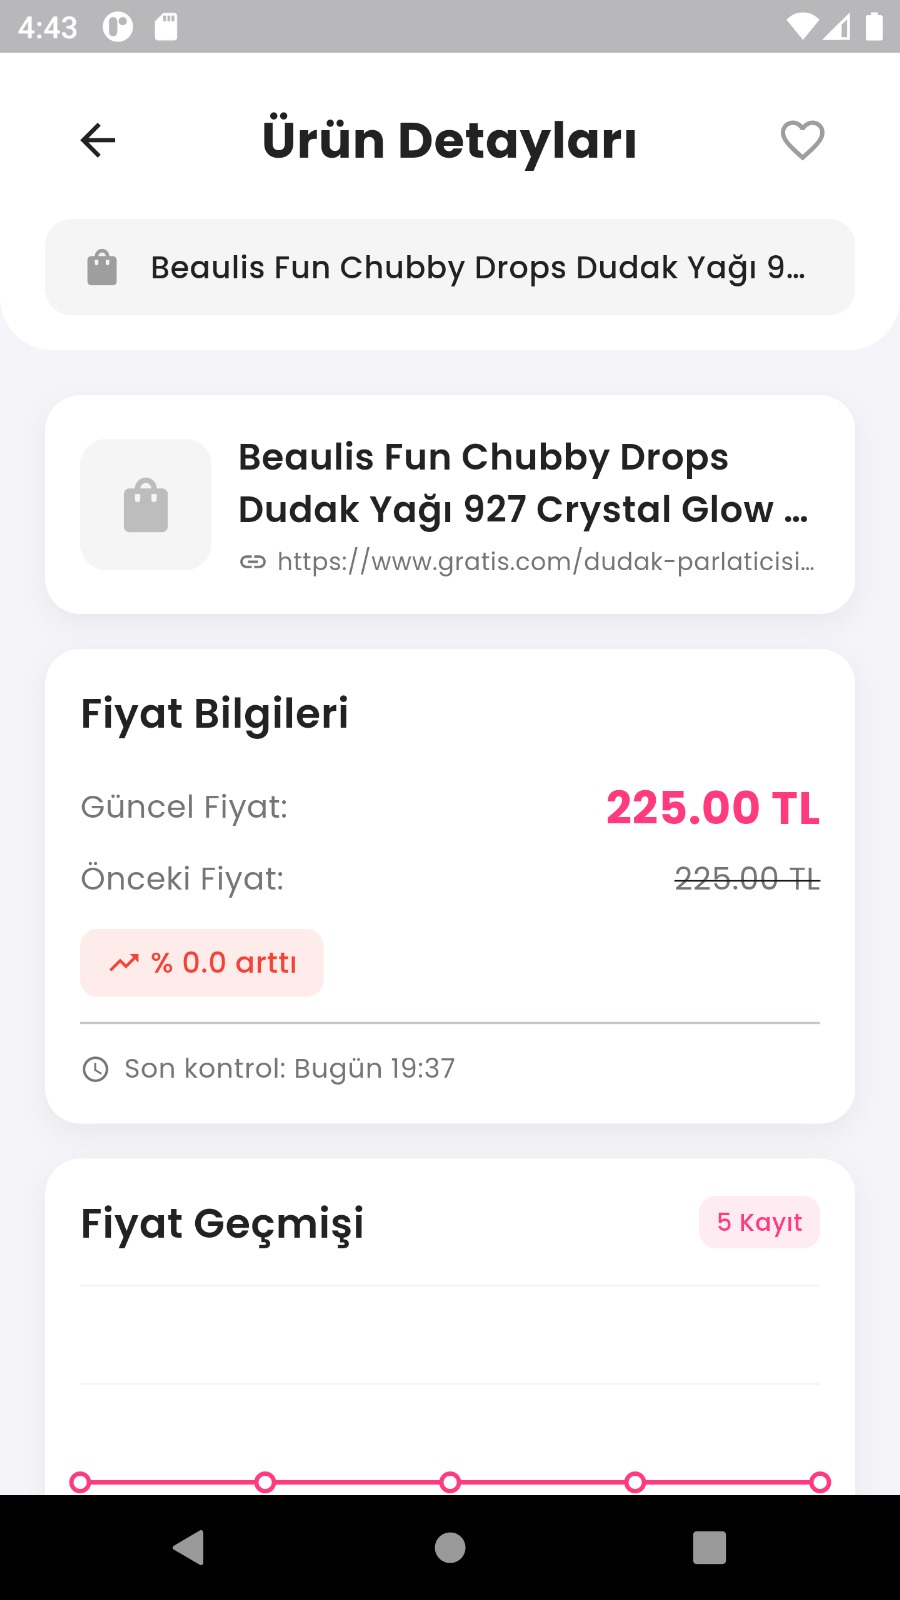 4:43
Ürün Detayları
Beaulis Fun Chubby Drops Dudak Yağı 9...
Beaulis Fun Chubby Drops
Dudak Yağı 927 Crystal Glow ...
https://www.gratis.com/dudak-parlaticisi...
Fiyat Bilgileri
Güncel Fiyat: 225.00 TL
Önceki Fiyat: 225.00 TL
% 0.0 arttı
Son kontrol: Bugün 19:37
Fiyat Geçmişi 5 Kayıt